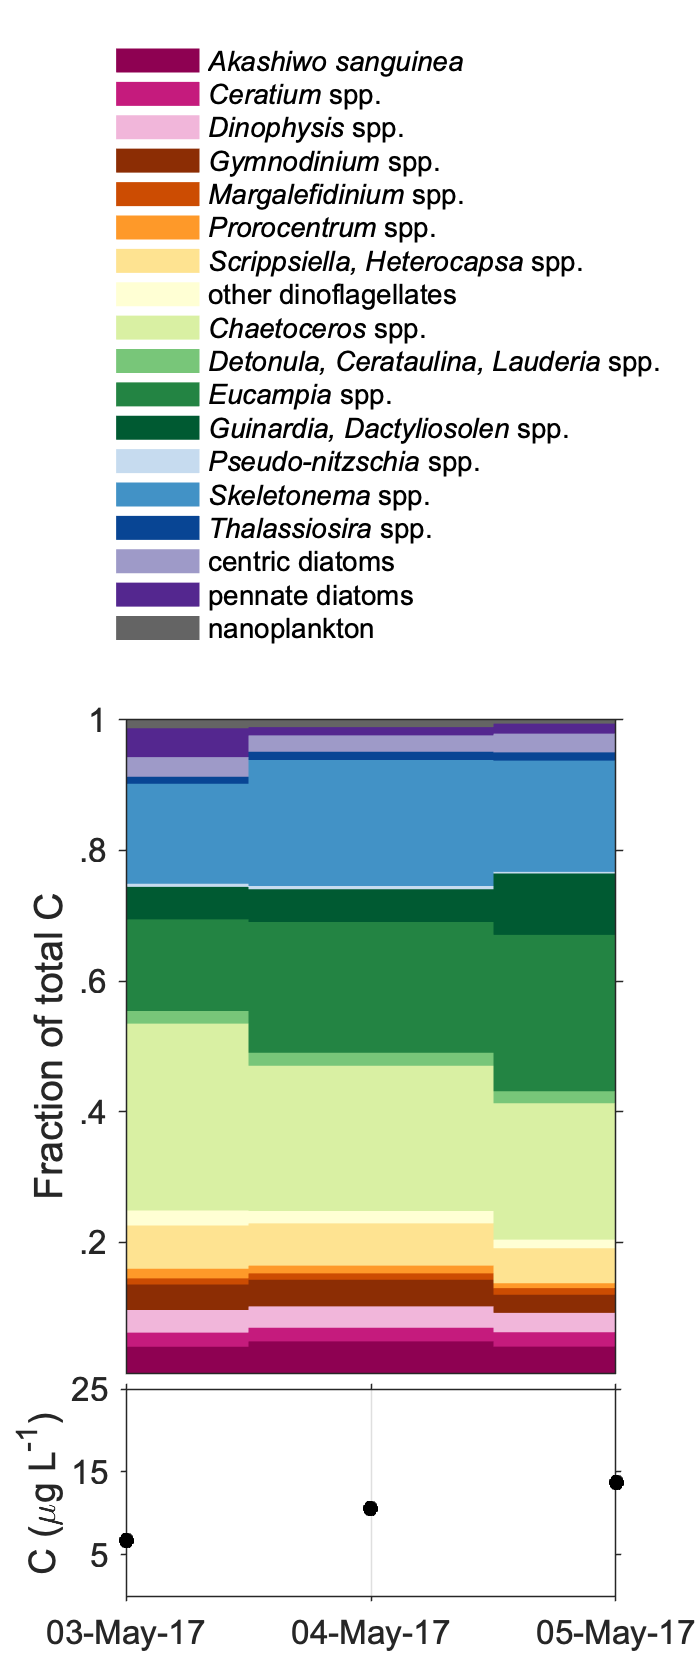 Akashiwo sanguinea
Ceratium spp.
Dinophysis spp.
Gymnodinium spp.
Margalefidinium spp.
Prorocentrum spp.
Scrippsiella, Heterocapsa spp.
other dinoflagellates
Chaetoceros spp.
Detonula, Cerataulina, Lauderia spp.
Eucampia spp.
Guinardia, Dactyliosolen spp.
Pseudo-nitzschia spp.
Skeletonema spp.
Thalassiosira spp.
centric diatoms
pennate diatoms
nanoplankton
1
.8
.6
.4
.2
Fraction of total C
25
15
5
C (μg L-1)
03-May-17 04-May-17 05-May-17